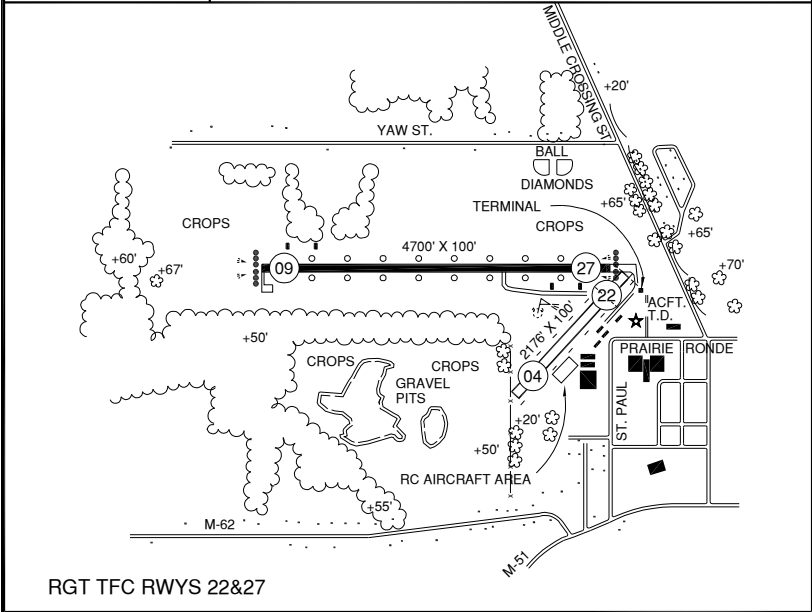 MIDDLE CROSSING ST.
+20'
YAW ST.
BALL
DIAMONDS
TERMINAL
+65'
CROPS
CROPS
+65'
4700' X 100'
+60'
+67'
09
27
+70'
22
ACFT.
T.D.
2176' X 100'
+50'
PRAIRIE RONDE
CROPS
CROPS
04
GRAVEL
PITS
ST. PAUL
+20'
+50'
RC AIRCRAFT AREA
+55'
M-62
M-51
RGT TFC RWYS 22&27